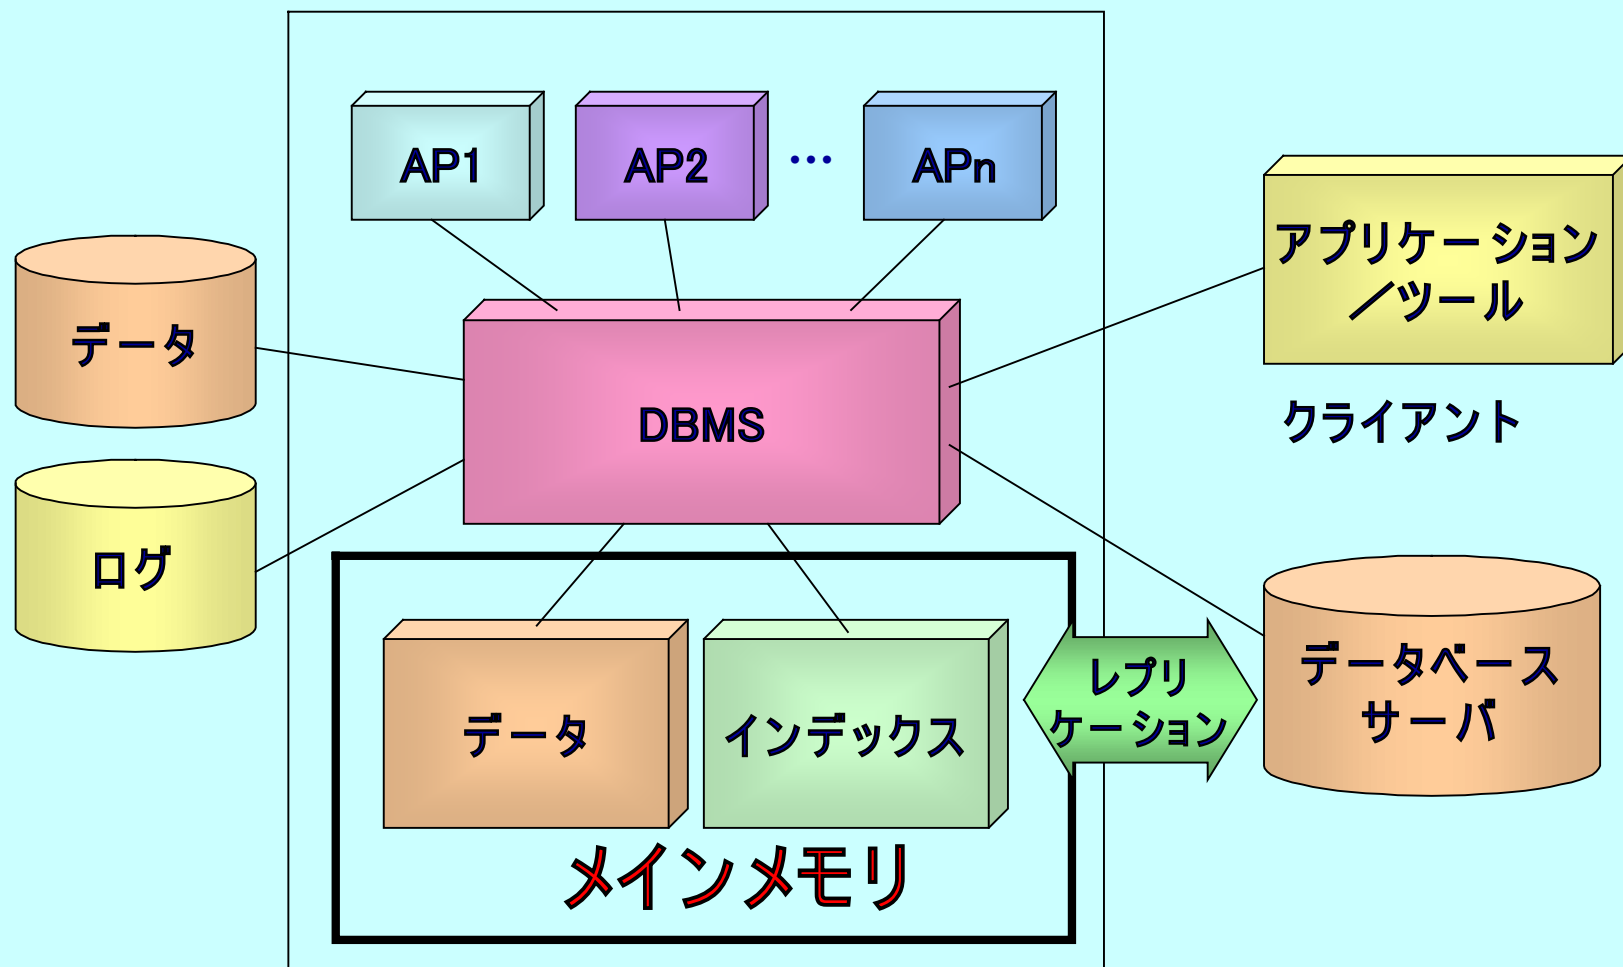 AP1
AP2
…
APn
アプリケーション
／ツール
クライアント
データ
DBMS
ログ
データ
インデックス
メインメモリ
レプリ
ケーション
データベース
サーバ